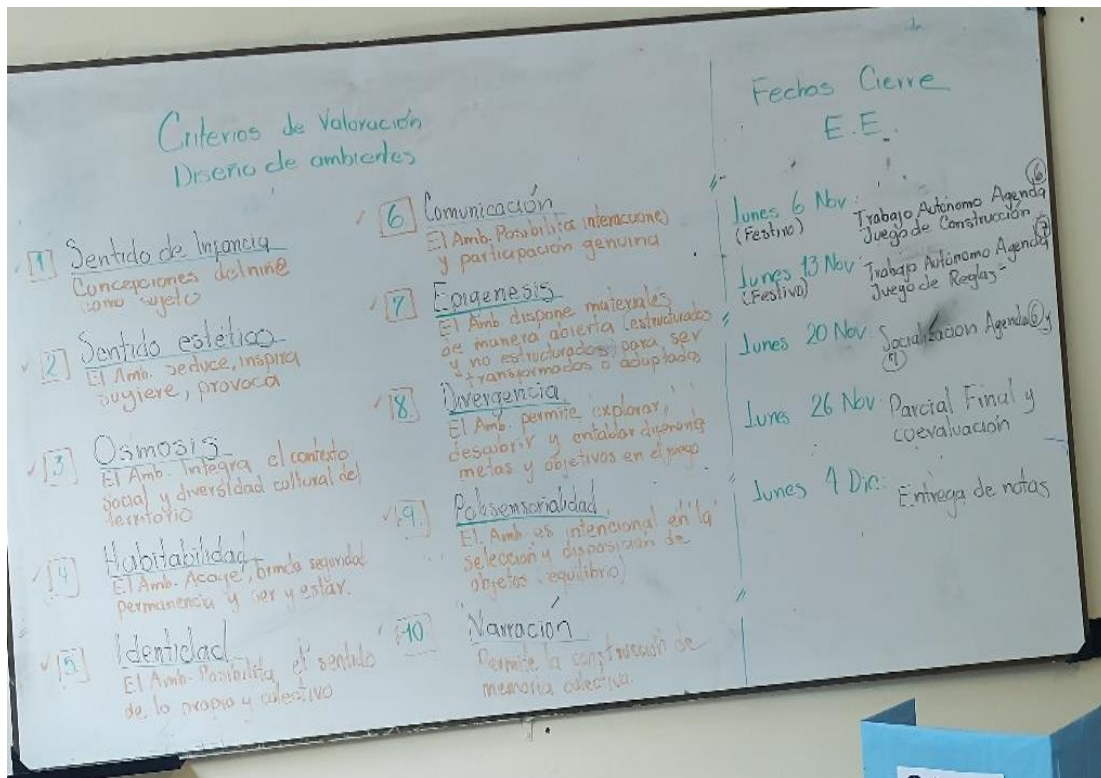 Criterios de Valoración
Diseño de ambientes
1 Sentido de Infancia
Concepciones del niñ@
como sujeto
2 Sentido estético
El Amb. seduce, inspira
sugiere, provoca
3 Osmosis
El Amb. Integra el contexto
social y diversidad cultural del
territorio
4 Habitabilidad
El Amb. Acoge, brinda seguridad
permanencia y ser y estar.
5 Identidad
El Amb. Posibilita el sentido
de lo propio y colectivo
6 Comunicación
El Amb. Posibilita interacciones
y participación genuina
7 Epigenesis
El Amb dispone materiales
de manera abierta (estructurados
y no estructurados) para ser
transformados o adaptados
8 Divergencia
El Amb. permite explorar,
descubrir y entablar diferentes
metas y objetivos en el juego
9. Polisensorialidad
El Amb es intencional en la
selección y disposición de
objetos (equilibrio)
10 Narración
Permite la construcción de
memoria colectiva.
Fechas Cierre
E.E.
lunes 6 Nov: Trabajo Autónomo Agenda 6
(Festivo) Juego de Construcción
lunes 13 Nov Trabajo Autónomo Agenda 7
(Festivo) Juego de Reglas
lunes 20 Nov Socialización Agenda 6 y
7
lunes 26 Nov Parcial Final y
coevaluación
lunes 4 Dic: Entrega de notas